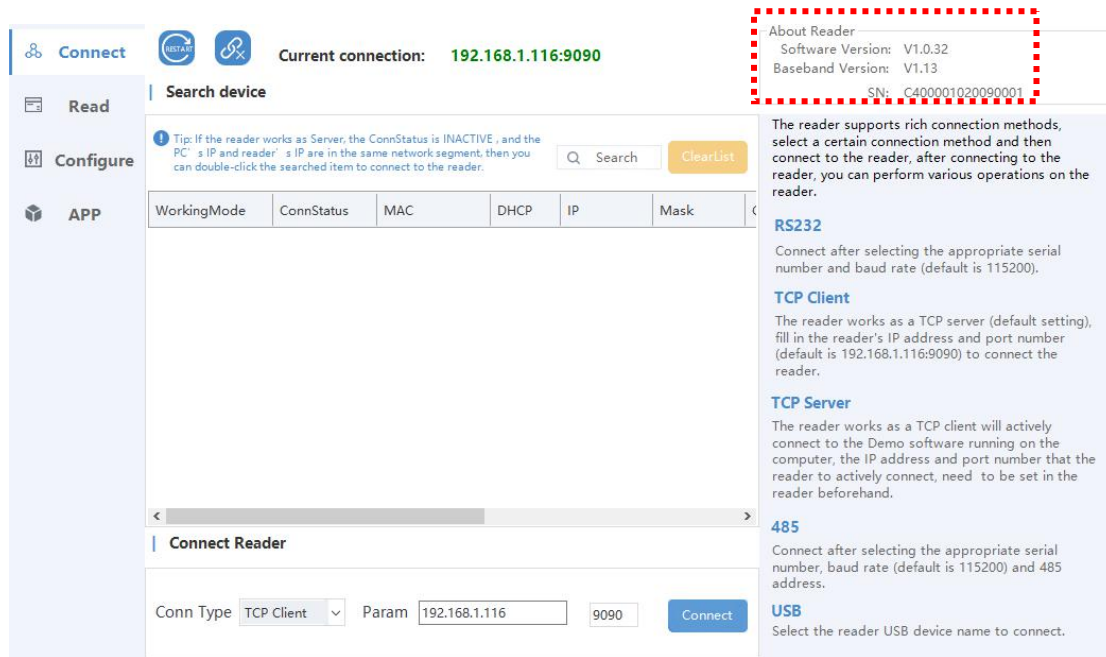 Connect
Read
Configure
APP
RESTART
Current connection: 192.168.1.116:9090
Search device
Tip: If the reader works as Server, the ConnStatus is INACTIVE , and the
PC' s IP and reader' s IP are in the same network segment, then you
can double-click the searched item to connect to the reader.
Search
ClearList
WorkingMode ConnStatus MAC DHCP IP Mask
Connect Reader
Conn Type TCP Client Param 192.168.1.116 9090 Connect
About Reader
Software Version: V1.0.32
Baseband Version: V1.13
SN: C400001020090001
The reader supports rich connection methods,
select a certain connection method and then
connect to the reader, after connecting to the
reader, you can perform various operations on the
reader.
RS232
Connect after selecting the appropriate serial
number and baud rate (default is 115200).
TCP Client
The reader works as a TCP server (default setting),
fill in the reader's IP address and port number
(default is 192.168.1.116:9090) to connect the
reader.
TCP Server
The reader works as a TCP client will actively
connect to the Demo software running on the
computer, the IP address and port number that the
reader to actively connect, need to be set in the
reader beforehand.
485
Connect after selecting the appropriate serial
number, baud rate (default is 115200) and 485
address.
USB
Select the reader USB device name to connect.